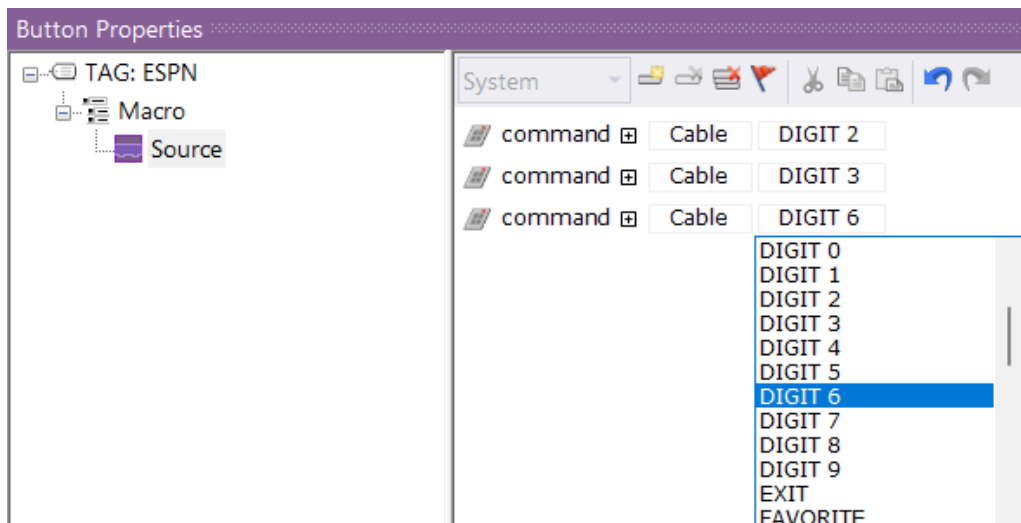 Button Properties
TAG: ESPN
Macro
Source
System
command Cable DIGIT 2
command Cable DIGIT 3
command Cable DIGIT 6
DIGIT 0
DIGIT 1
DIGIT 2
DIGIT 3
DIGIT 4
DIGIT 5
DIGIT 6
DIGIT 7
DIGIT 8
DIGIT 9
EXIT
FAVORITE